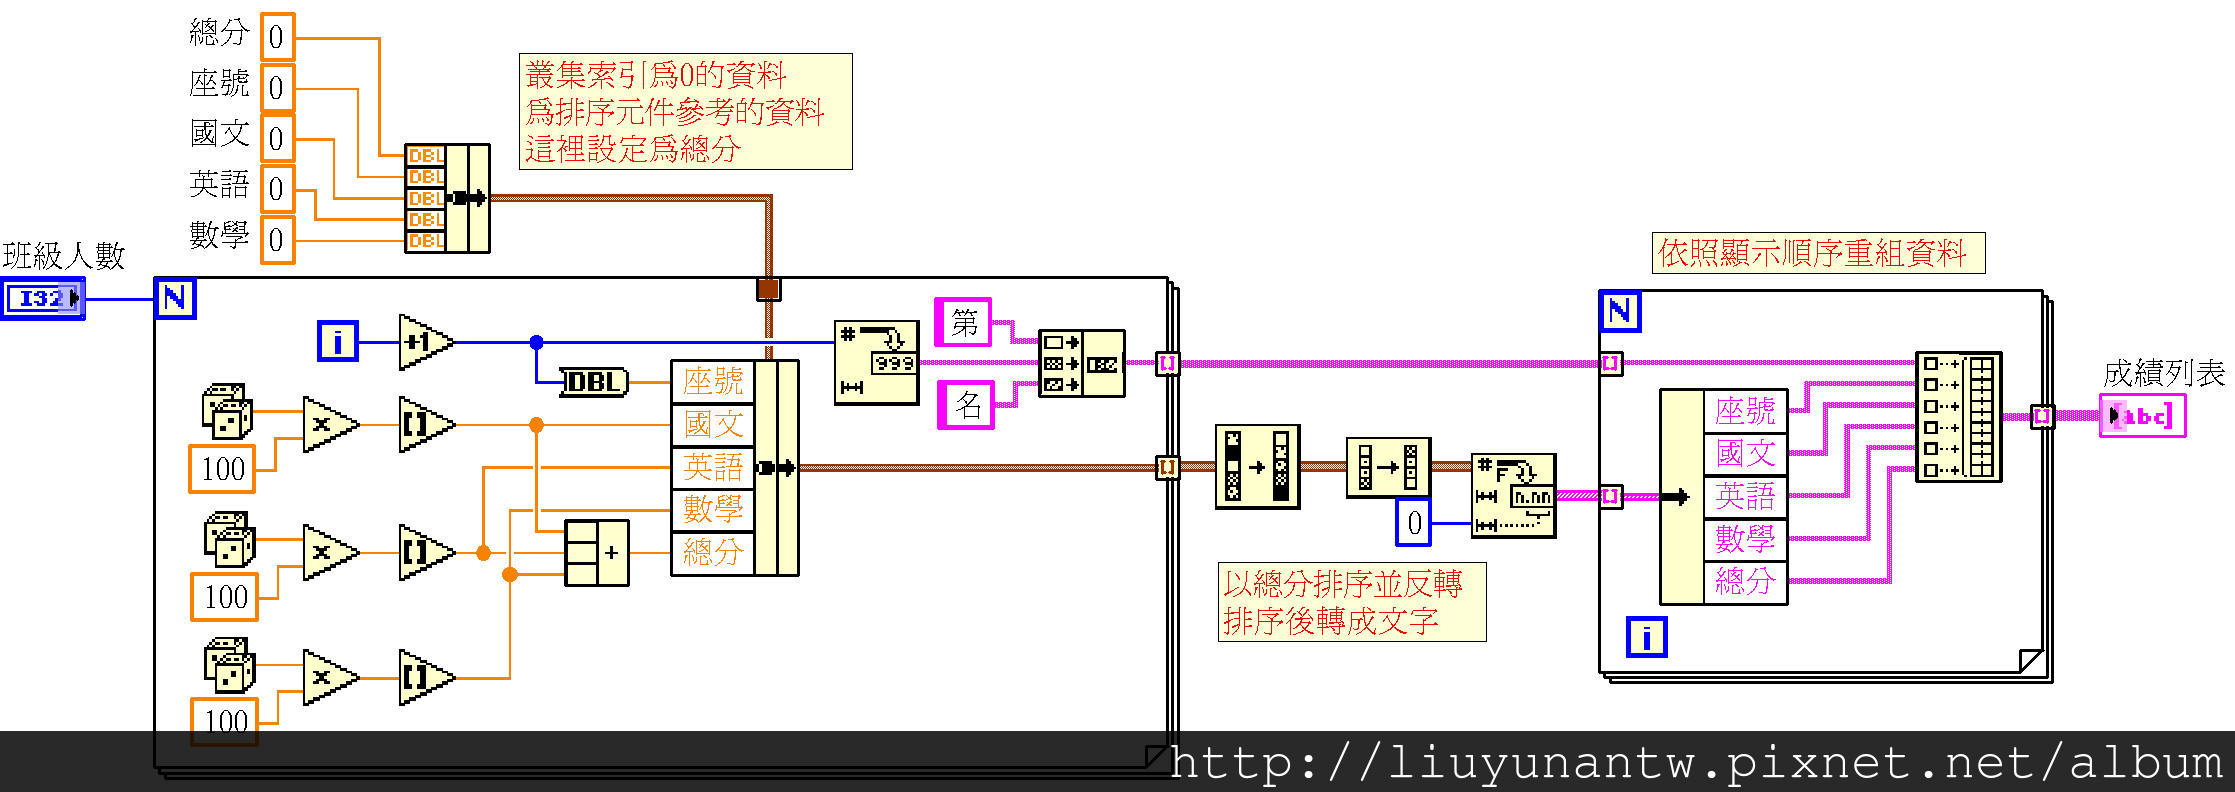 總分 0
座號 0
國文 0
英語 0
數學 0
DBL
DBL
DBL
DBL
DBL
叢集索引為0的資料
為排序元件參考的資料
這裡設定為總分
班級人數
I32
N
i
+1
DBL
座號
國文
英語
數學
總分
x
100
x
100
x
100
+
# 999
第
名
[ ]
[ ]
0
# F n.nn
以總分排序並反轉
排序後轉成文字
依照顯示順序重組資料
N
[ ]
[ ]
座號
國文
英語
數學
總分
i
[ ]
成績列表
[abc]
http://liuyunantw.pixnet.net/album